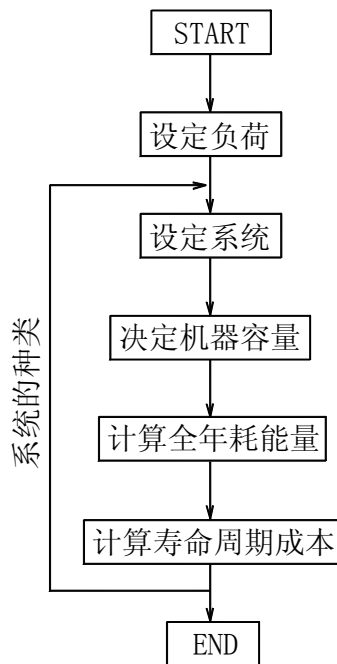 START
设定负荷
设定系统
决定机器容量
系统的种类
计算全年耗能量
计算寿命周期成本
END